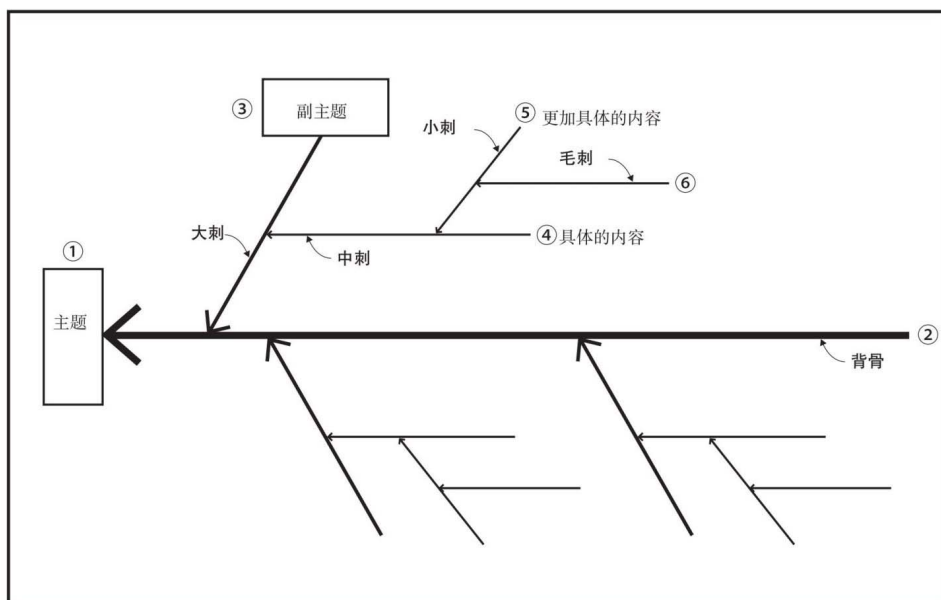 ③
副主题
⑤ 更加具体的内容
小刺
毛刺
⑥
大刺
中刺
④ 具体的内容
①
主题
②
背骨